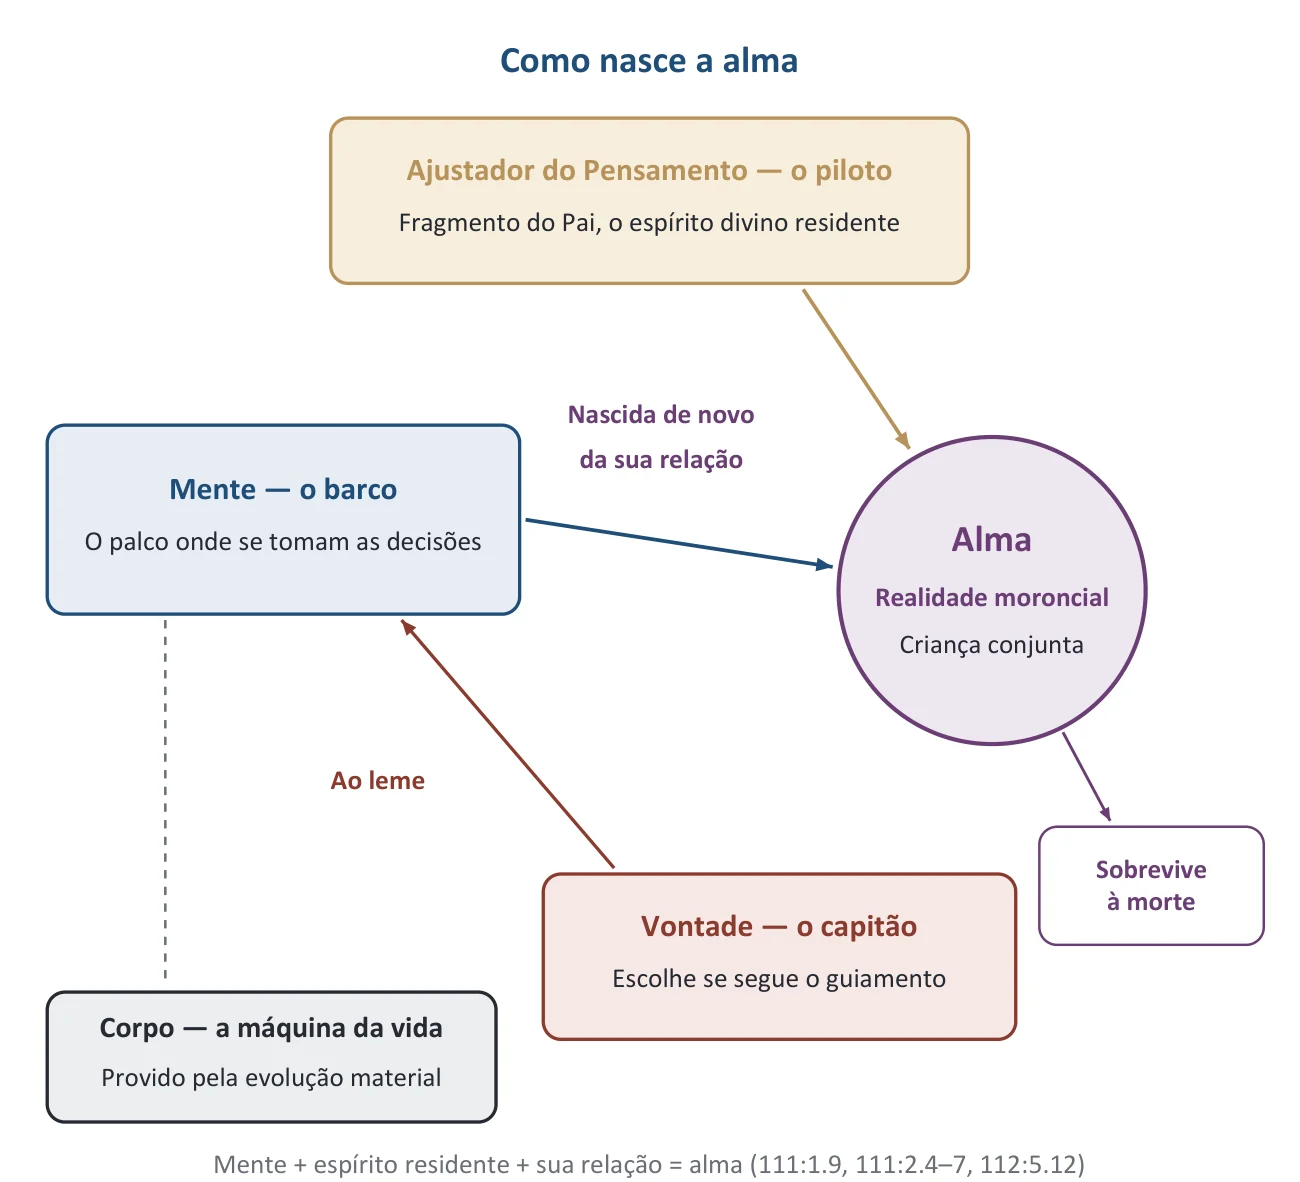 Como nasce a alma
Ajustador do Pensamento — o piloto
Fragmento do Pai, o espírito divino residente
Nascida de novo
da sua relação
Mente — o barco
O palco onde se tomam as decisões
Alma
Realidade moroncial
Criança conjunta
Ao leme
Sobrevive
à morte
Vontade — o capitão
Escolhe se segue o guiamento
Corpo — a máquina da vida
Provido pela evolução material
Mente + espírito residente + sua relação = alma (111:1.9, 111:2.4–7, 112:5.12)